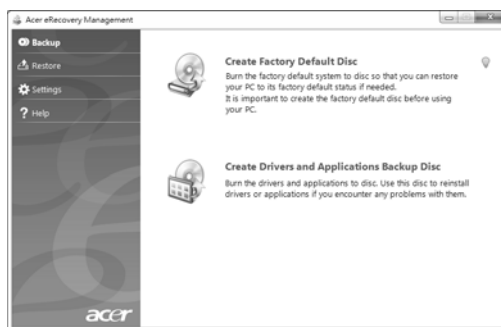 Acer eRecovery Management
Backup
Restore
Settings
Help
Create Factory Default Disc
Burn the factory default system to disc so that you can restore
your PC to its factory default status if needed.
It is important to create the factory default disc before using
your PC.
Create Drivers and Applications Backup Disc
Burn the drivers and applications to disc. Use this disc to reinstall
drivers or applications if you encounter any problems with them.
acer